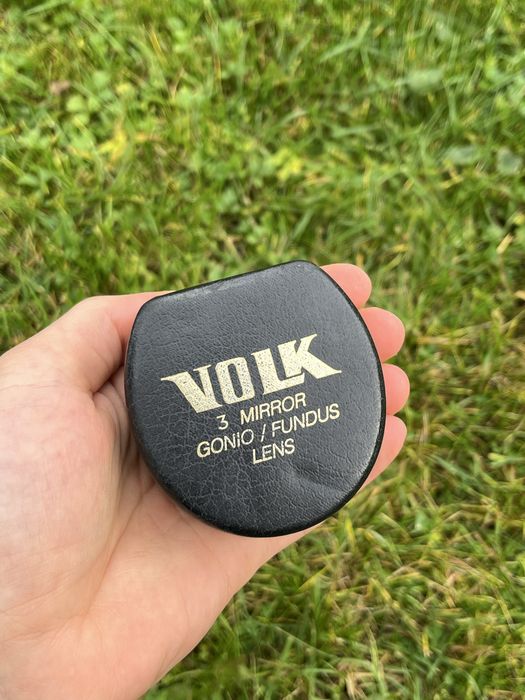 VOLK
3 MIRROR
GONIO / FUNDUS
LENS